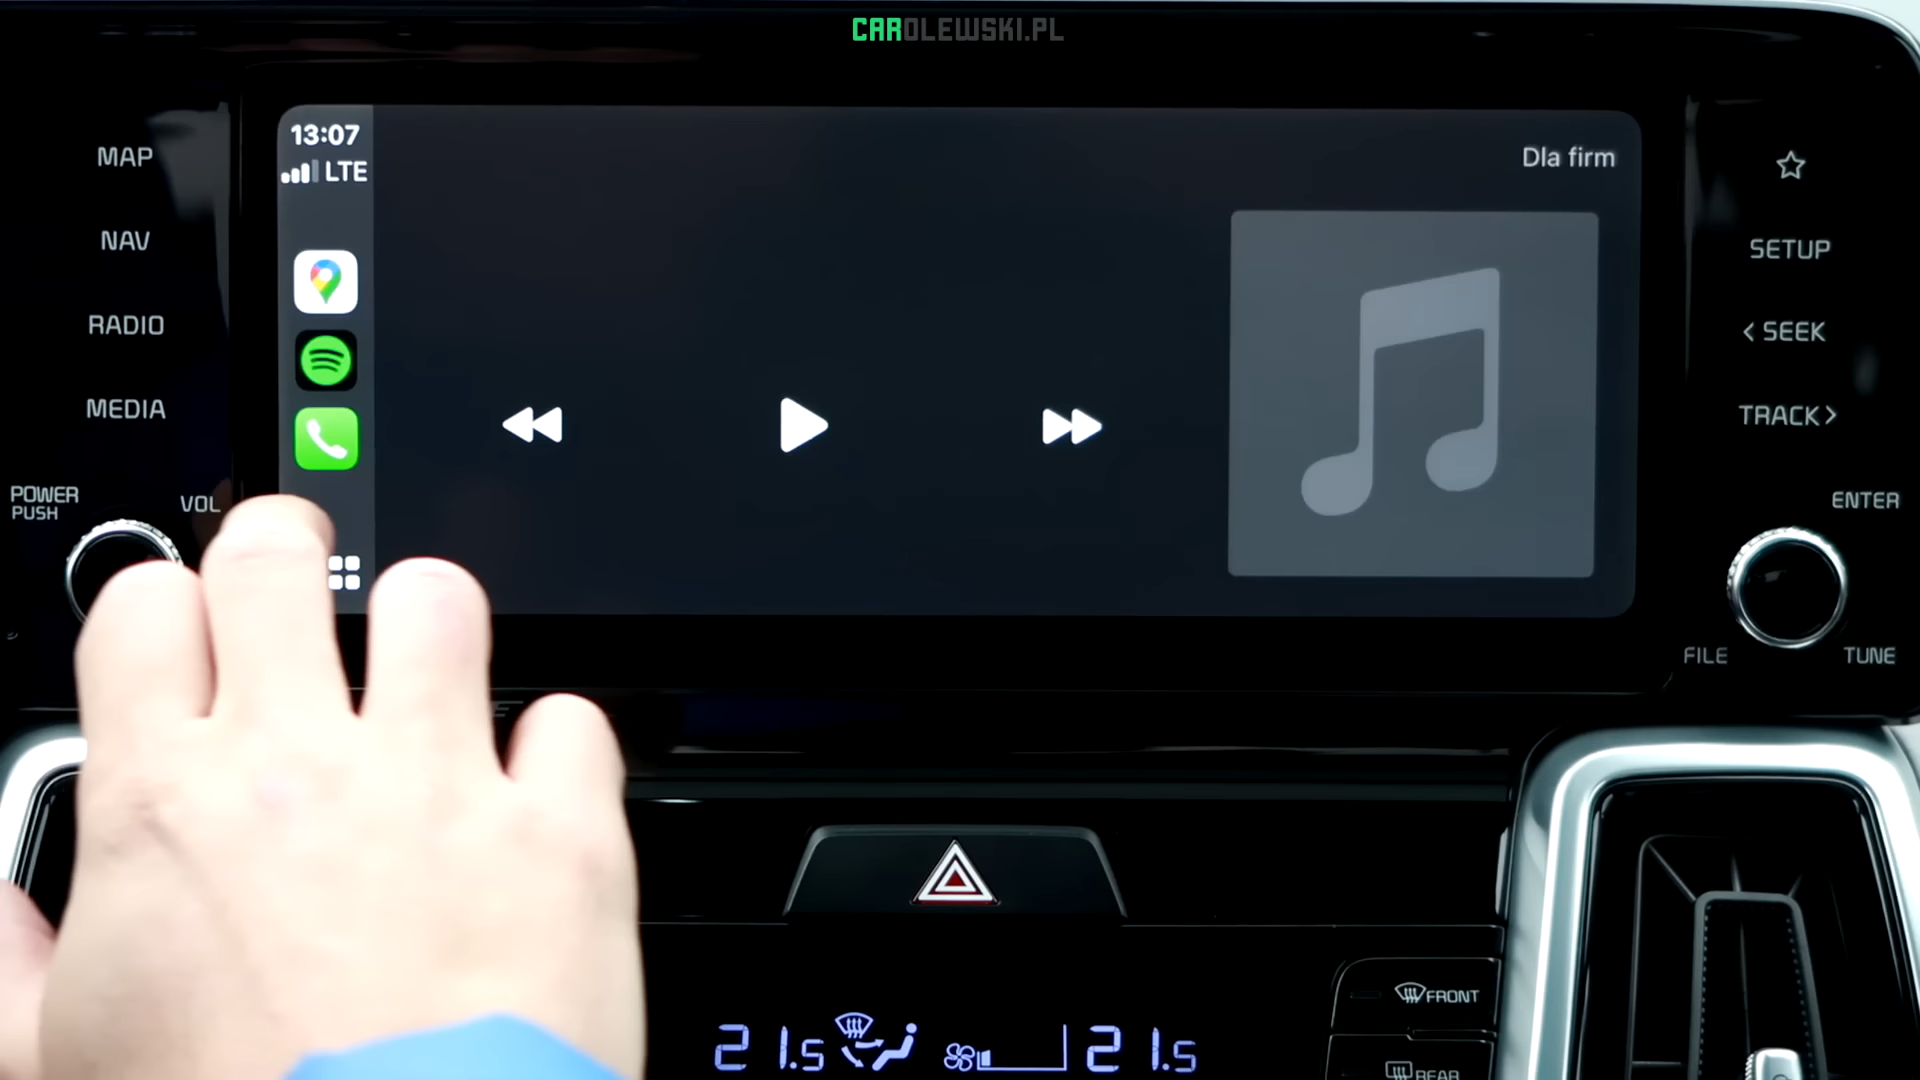 CAROLEWSKI.PL
13:07
LTE
Dla firm
MAP
NAV
RADIO
MEDIA
POWER
PUSH
VOL
SETUP
< SEEK
TRACK >
ENTER
FILE
TUNE
21.5
21.5
FRONT
REAR